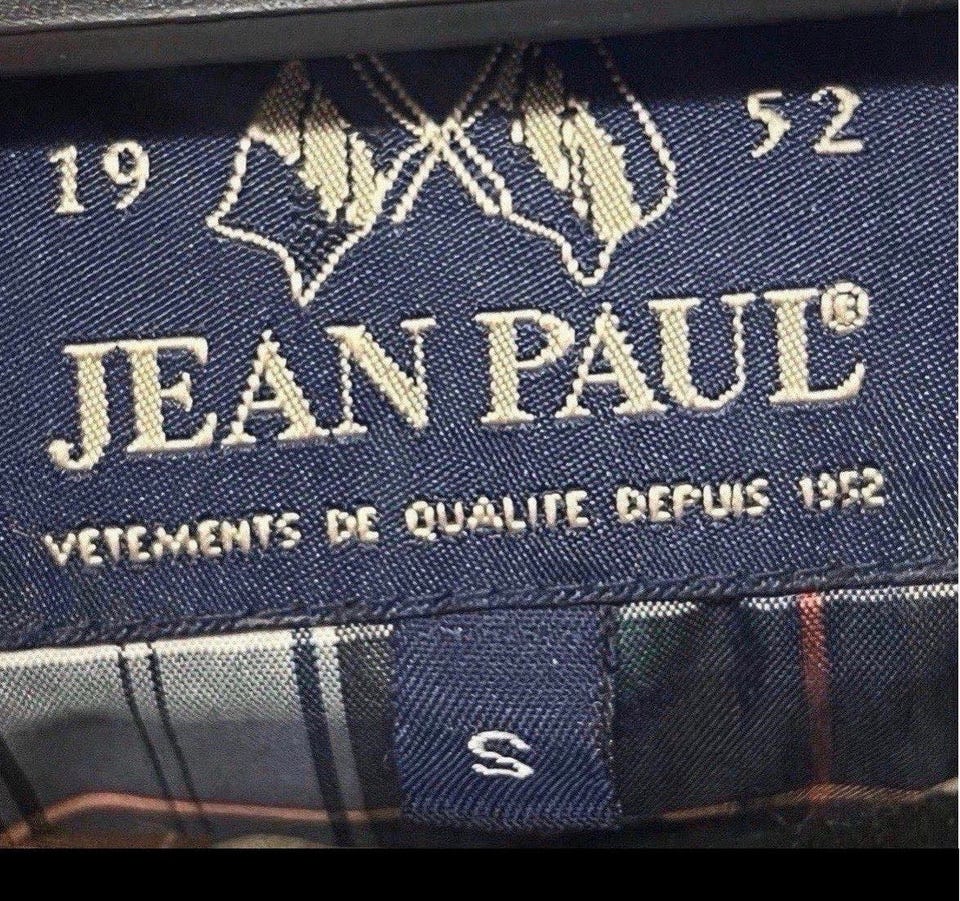 19 52
JEAN PAUL®
VETEMENTS DE QUALITE DEPUIS 1952
S